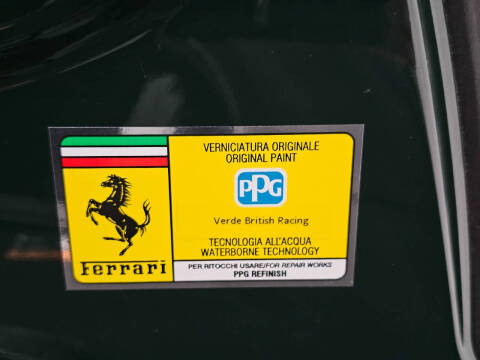 VERNICIATURA ORIGINALE
ORIGINAL PAINT
PPG
Verde British Racing
TECNOLOGIA ALL'ACQUA
WATERBORNE TECHNOLOGY
Ferrari
PER RITOCCHI USARE/FOR REPAIR WORKS
PPG REFINISH